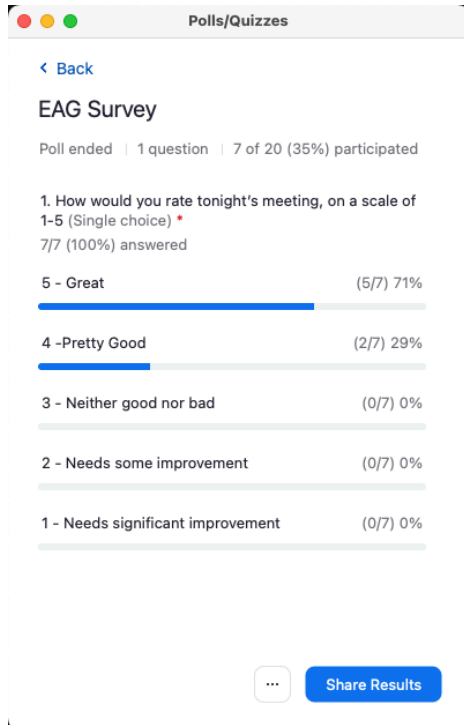 Polls/Quizzes
Back
EAG Survey
Poll ended 1 question 7 of 20 (35%) participated
1. How would you rate tonight's meeting, on a scale of
1-5 (Single choice) *
7/7 (100%) answered
5 - Great (5/7) 71%
4 -Pretty Good (2/7) 29%
3 - Neither good nor bad (0/7) 0%
2 - Needs some improvement (0/7) 0%
1 - Needs significant improvement (0/7) 0%
... Share Results